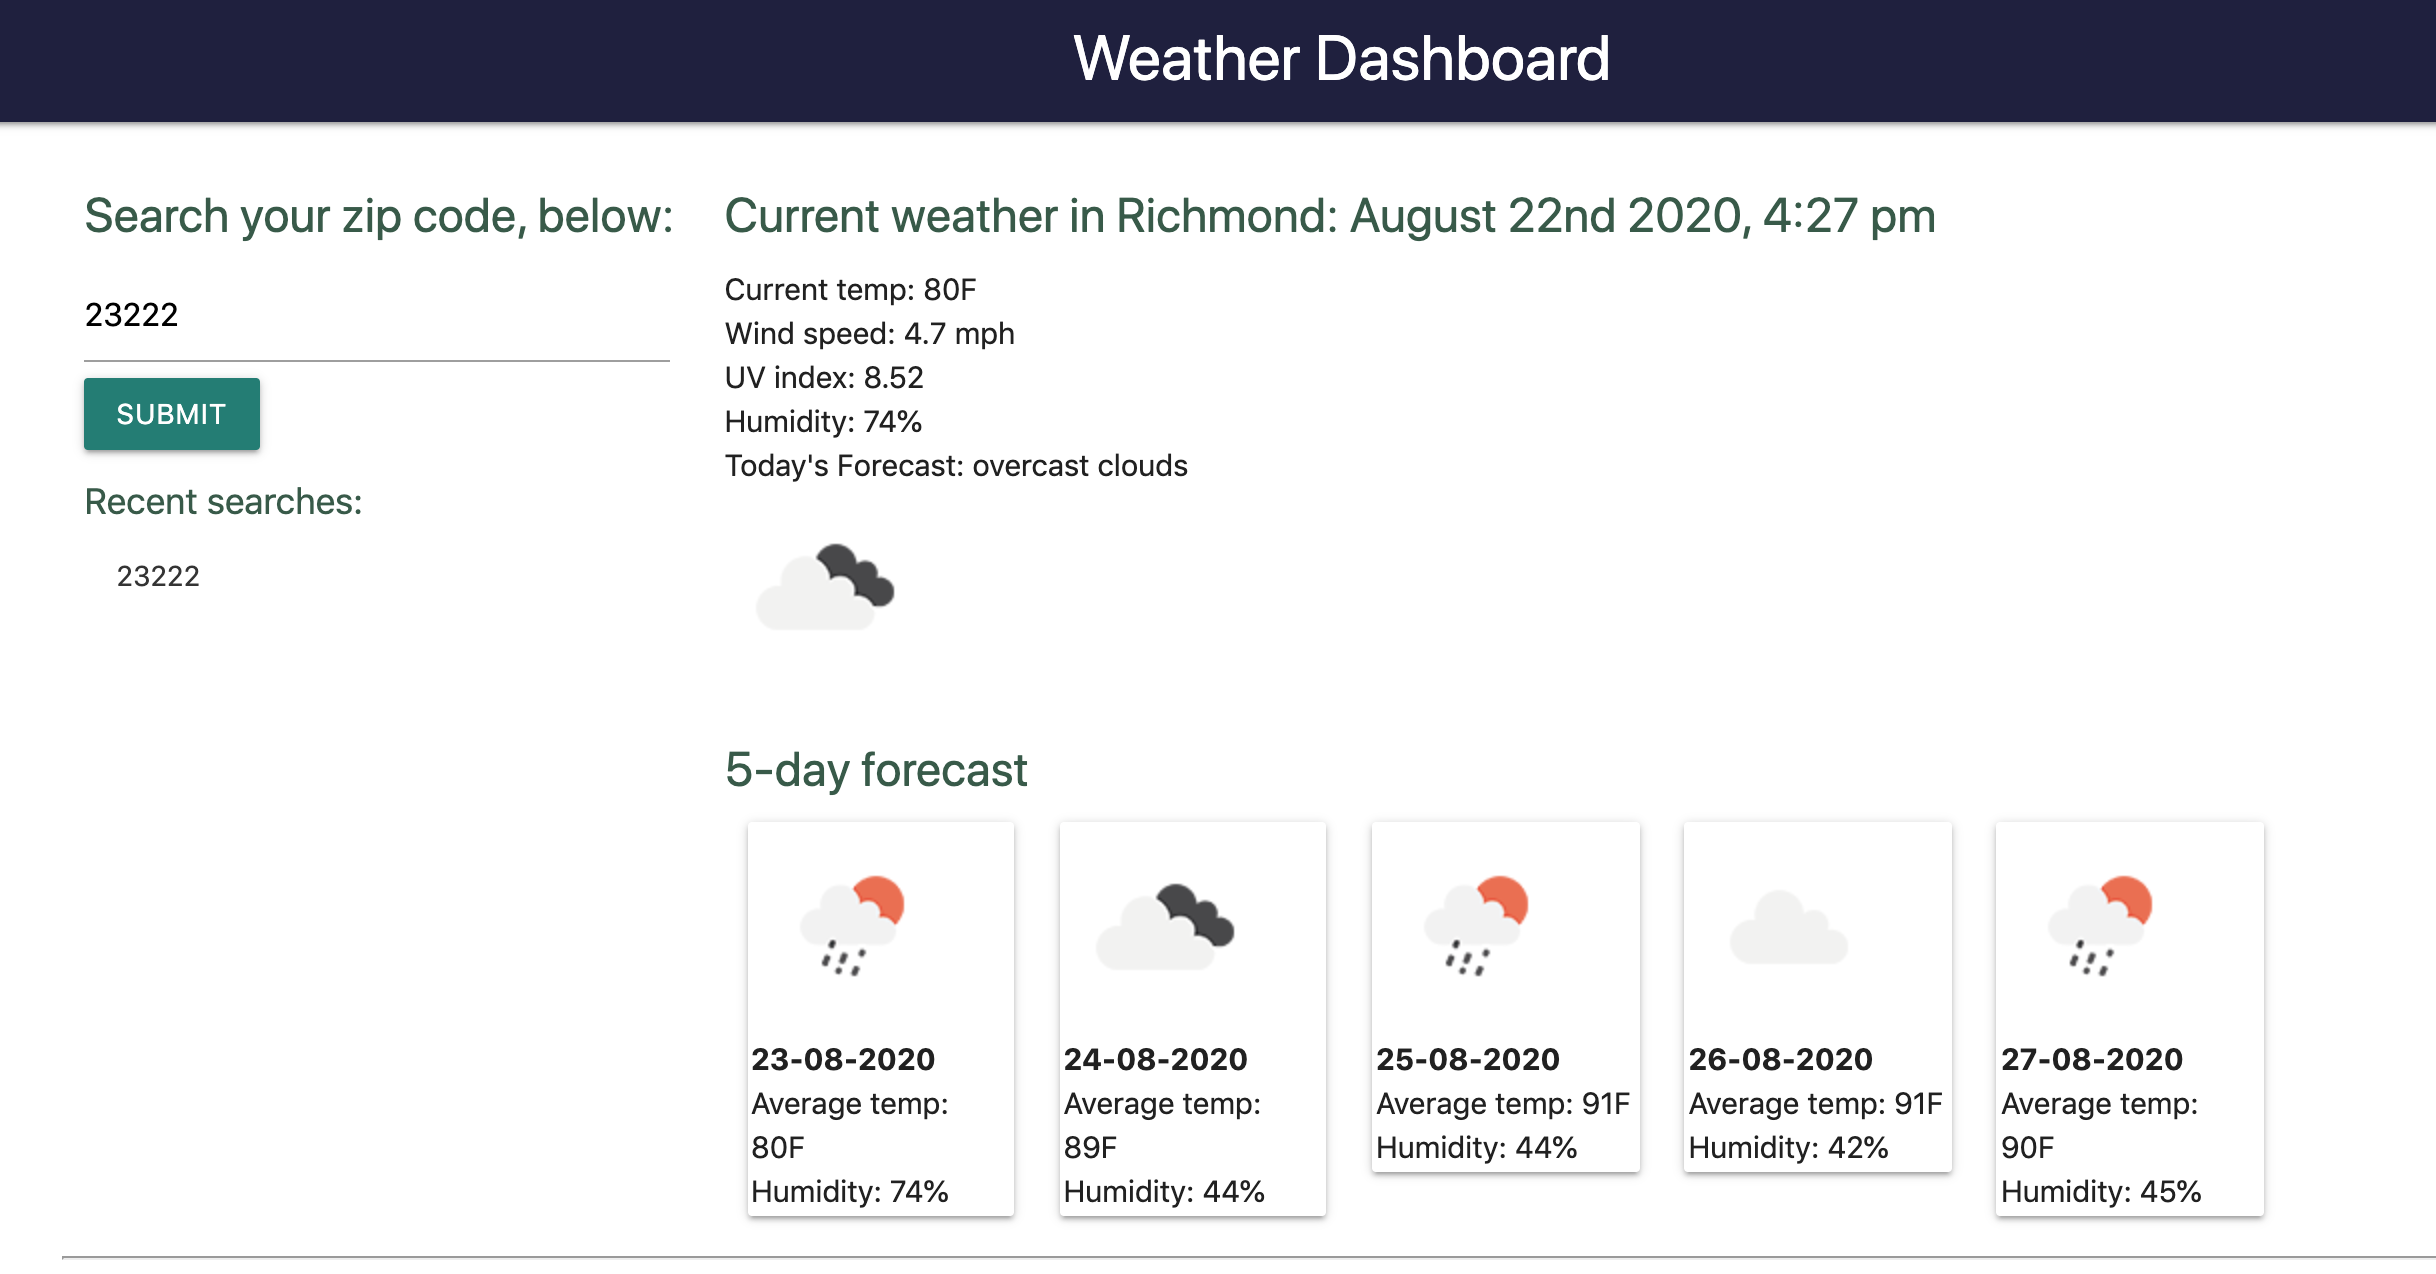 Weather Dashboard
Search your zip code, below:
23222
SUBMIT
Recent searches:
23222
Current weather in Richmond: August 22nd 2020, 4:27 pm
Current temp: 80F
Wind speed: 4.7 mph
UV index: 8.52
Humidity: 74%
Today's Forecast: overcast clouds
5-day forecast
23-08-2020
Average temp:
80F
Humidity: 74%
24-08-2020
Average temp:
89F
Humidity: 44%
25-08-2020
Average temp: 91F
Humidity: 44%
26-08-2020
Average temp: 91F
Humidity: 42%
27-08-2020
Average temp:
90F
Humidity: 45%